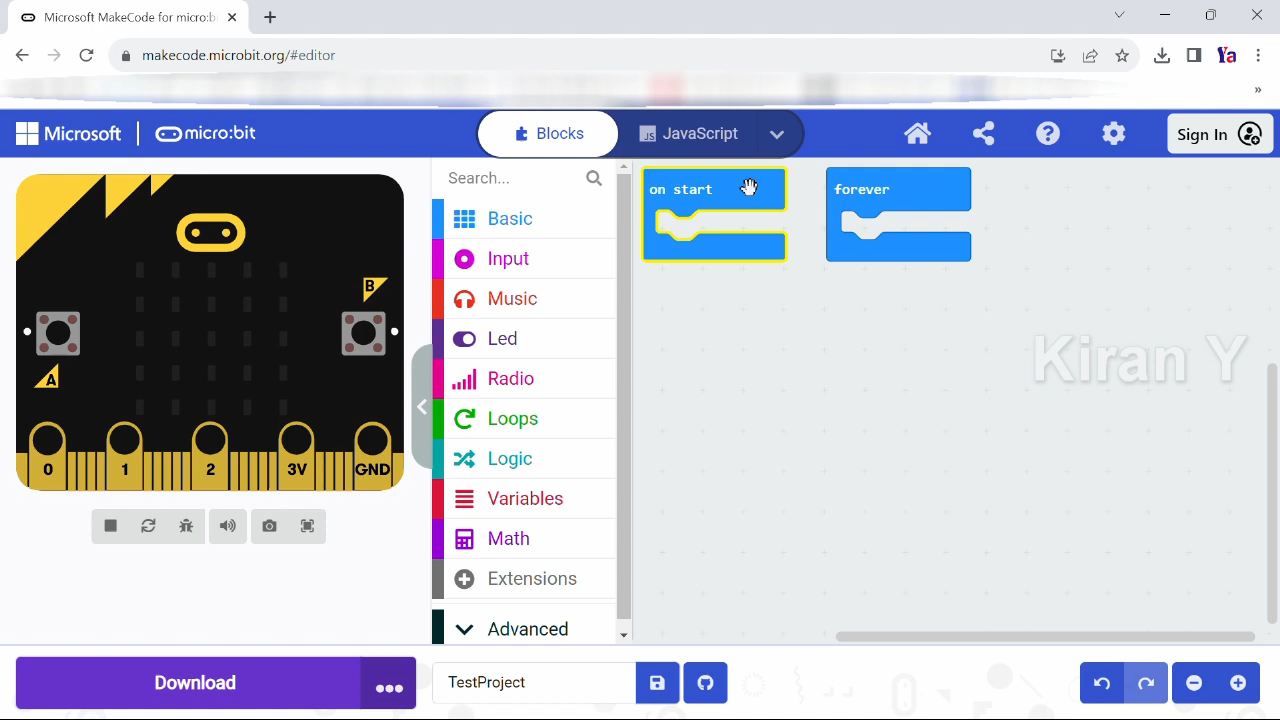 Microsoft MakeCode for micro:b
makecode.microbit.org/#editor
Ya
»
Microsoft
micro:bit
Blocks
JS JavaScript
Sign In
Search...
Basic
Input
Music
Led
Radio
Loops
Logic
Variables
Math
Extensions
Advanced
on start
forever
Kiran Y
B
A
0
1
2
3V
GND
Download
TestProject